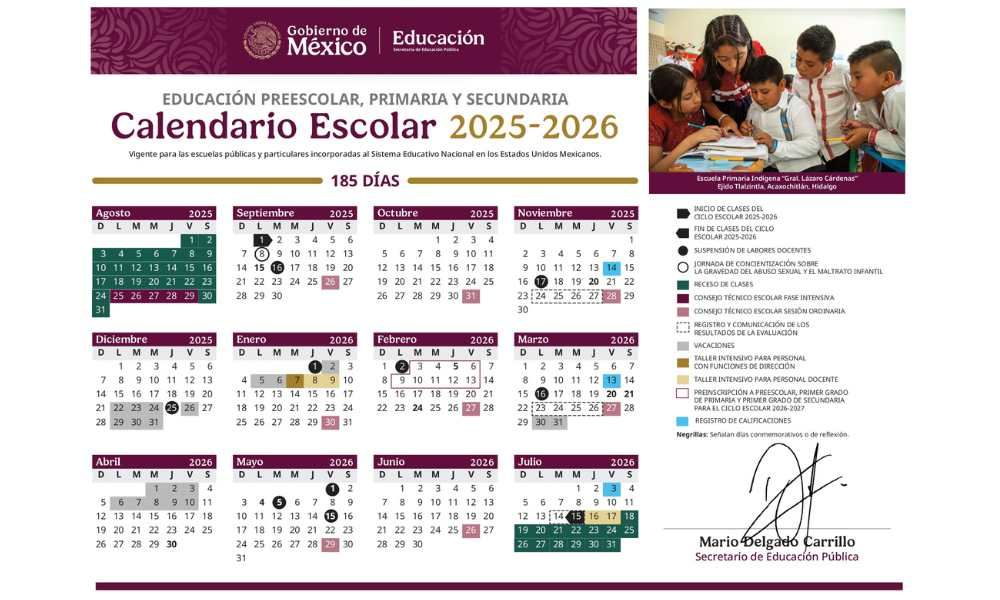 Gobierno de
México
Educación
Secretaría de Educación Pública
EDUCACIÓN PREESCOLAR, PRIMARIA Y SECUNDARIA
Calendario Escolar 2025-2026
Vigente para las escuelas públicas y particulares incorporadas al Sistema Educativo Nacional en los Estados Unidos Mexicanos.
185 DÍAS
Escuela Primaria Indígena "Gral. Lázaro Cárdenas"
Ejido Tlalzintla, Acaxochitlán, Hidalgo
Agosto 2025
D L M M J V S
1 2
3 4 5 6 7 8 9
10 11 12 13 14 15 16
17 18 19 20 21 22 23
24 25 26 27 28 29 30
31
Septiembre 2025
D L M M J V S
1 2 3 4 5 6
7 8 9 10 11 12 13
14 15 16 17 18 19 20
21 22 23 24 25 26 27
28 29 30
Octubre 2025
D L M M J V S
1 2 3 4
5 6 7 8 9 10 11
12 13 14 15 16 17 18
19 20 21 22 23 24 25
26 27 28 29 30 31
Noviembre 2025
D L M M J V S
1
2 3 4 5 6 7 8
9 10 11 12 13 14 15
16 17 18 19 20 21 22
23 24 25 26 27 28 29
30
Diciembre 2025
D L M M J V S
1 2 3 4 5 6
7 8 9 10 11 12 13
14 15 16 17 18 19 20
21 22 23 24 25 26 27
28 29 30 31
Enero 2026
D L M M J V S
1 2 3
4 5 6 7 8 9 10
11 12 13 14 15 16 17
18 19 20 21 22 23 24
25 26 27 28 29 30 31
Febrero 2026
D L M M J V S
1 2 3 4 5 6 7
8 9 10 11 12 13 14
15 16 17 18 19 20 21
22 23 24 25 26 27 28
Marzo 2026
D L M M J V S
1 2 3 4 5 6 7
8 9 10 11 12 13 14
15 16 17 18 19 20 21
22 23 24 25 26 27 28
29 30 31
Abril 2026
D L M M J V S
1 2 3 4
5 6 7 8 9 10 11
12 13 14 15 16 17 18
19 20 21 22 23 24 25
26 27 28 29 30
Mayo 2026
D L M M J V S
1 2
3 4 5 6 7 8 9
10 11 12 13 14 15 16
17 18 19 20 21 22 23
24 25 26 27 28 29 30
31
Junio 2026
D L M M J V S
1 2 3 4 5 6
7 8 9 10 11 12 13
14 15 16 17 18 19 20
21 22 23 24 25 26 27
28 29 30
Julio 2026
D L M M J V S
1 2 3 4
5 6 7 8 9 10 11
12 13 14 15 16 17 18
19 20 21 22 23 24 25
26 27 28 29 30 31
INICIO DE CLASES DEL
CICLO ESCOLAR 2025-2026
FIN DE CLASES DEL CICLO
ESCOLAR 2025-2026
SUSPENSIÓN DE LABORES DOCENTES
JORNADA DE CONCIENTIZACIÓN SOBRE
LA GRAVEDAD DEL ABUSO SEXUAL Y EL MALTRATO INFANTIL
RECESO DE CLASES
CONSEJO TÉCNICO ESCOLAR FASE INTENSIVA
CONSEJO TÉCNICO ESCOLAR SESIÓN ORDINARIA
REGISTRO Y COMUNICACIÓN DE LOS
RESULTADOS DE LA EVALUACIÓN
VACACIONES
TALLER INTENSIVO PARA PERSONAL
CON FUNCIONES DE DIRECCIÓN
TALLER INTENSIVO PARA PERSONAL DOCENTE
PREINSCRIPCIÓN A PREESCOLAR, PRIMER GRADO
DE PRIMARIA Y PRIMER GRADO DE SECUNDARIA
PARA EL CICLO ESCOLAR 2026-2027
REGISTRO DE CALIFICACIONES
Negrillas: Señalan días conmemorativos o de reflexión.
Mario Delgado Carrillo
Secretario de Educación Pública